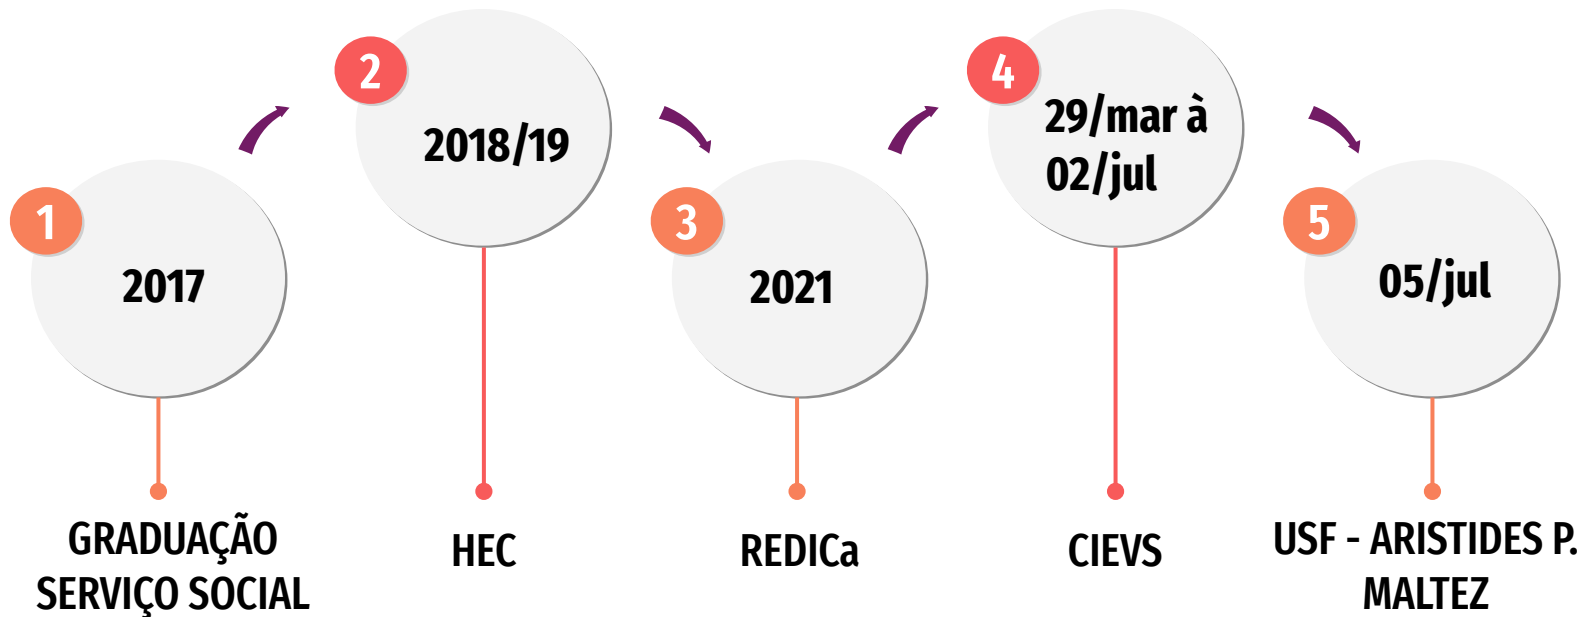 1
2017
GRADUAÇÃO
SERVIÇO SOCIAL
2
2018/19
HEC
3
2021
REDICa
4
29/mar à
02/jul
CIEVS
5
05/jul
USF - ARISTIDES P.
MALTEZ